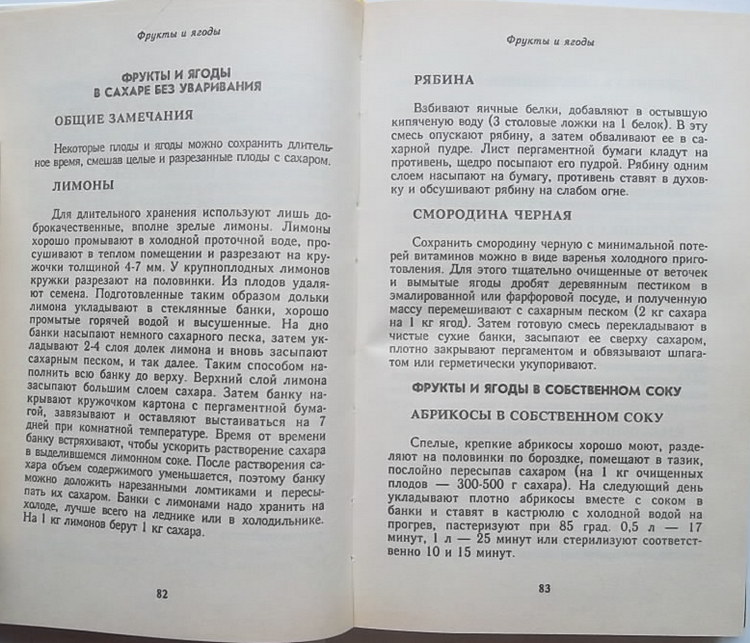 Фрукты и ягоды
ФРУКТЫ И ЯГОДЫ
В САХАРЕ БЕЗ УВАРИВАНИЯ
ОБЩИЕ ЗАМЕЧАНИЯ
Некоторые плоды и ягоды можно сохранить длитель-
ное время, смешав целые и разрезанные плоды с сахаром.
ЛИМОНЫ
Для длительного хранения используют лишь до-
брокачественные, вполне зрелые лимоны. Лимоны
хорошо промывают в холодной проточной воде, про-
сушивают в теплом помещении и разрезают на кру-
жочки толщиной 4-7 мм. У крупноплодных лимонов
кружки разрезают на половинки. Из плодов удаля-
ют семена. Подготовленные таким образом дольки
лимона укладывают в стеклянные банки, хорошо
промытые горячей водой и высушенные. На дно
банки насыпают немного сахарного песка, затем ук-
ладывают 2-4 слоя долек лимона и вновь засыпают
сахарным песком, и так далее. Таким способом на-
полнить всю банку до верху. Верхний слой лимона
засыпают большим слоем сахара. Затем банку на-
крывают кружочком картона с пергаментной бума-
гой, завязывают и оставляют выстаиваться на 7
дней при комнатной температуре. Время от времени
банку встряхивают, чтобы ускорить растворение сахара
в выделившемся лимонном соке. После растворения са-
хара объем содержимого уменьшается, поэтому банку
можно доложить нарезанными ломтиками и пересы-
пать их сахаром. Банки с лимонами надо хранить на
холоде, лучше всего на леднике или в холодильнике.
На 1 кг лимонов берут 1 кг сахара.
82
Фрукты и ягоды
РЯБИНА
Взбивают яичные белки, добавляют в остывшую
кипяченую воду (3 столовые ложки на 1 белок). В эту
смесь опускают рябину, а затем обваливают ее в са-
харной пудре. Лист пергаментной бумаги кладут на
противень, щедро посыпают его пудрой. Рябину одним
слоем насыпают на бумагу, противень ставят в духов-
ку и обсушивают рябину на слабом огне.
СМОРОДИНА ЧЕРНАЯ
Сохранить смородину черную с минимальной поте-
рей витаминов можно в виде варенья холодного приго-
товления. Для этого тщательно очищенные от веточек
и вымытые ягоды дробят деревянным пестиком в
эмалированной или фарфоровой посуде, и полученную
массу перемешивают с сахарным песком (2 кг сахара
на 1 кг ягод). Затем готовую смесь перекладывают в
чистые сухие банки, засыпают ее сверху сахаром,
плотно закрывают пергаментом и обвязывают шпага-
том или герметически укупоривают.
ФРУКТЫ И ЯГОДЫ В СОБСТВЕННОМ СОКУ
АБРИКОСЫ В СОБСТВЕННОМ СОКУ
Спелые, крепкие абрикосы хорошо моют, разде-
ляют на половинки по бороздке, помещают в тазик,
послойно пересыпав сахаром (на 1 кг очищенных
плодов — 300-500 г сахара). На следующий день
укладывают плотно абрикосы вместе с соком в
банки и ставят в кастрюлю с холодной водой на
прогрев, пастеризуют при 85 град. 0,5 л — 17
минут, 1 л — 25 минут или стерилизуют соответст-
венно 10 и 15 минут.
83